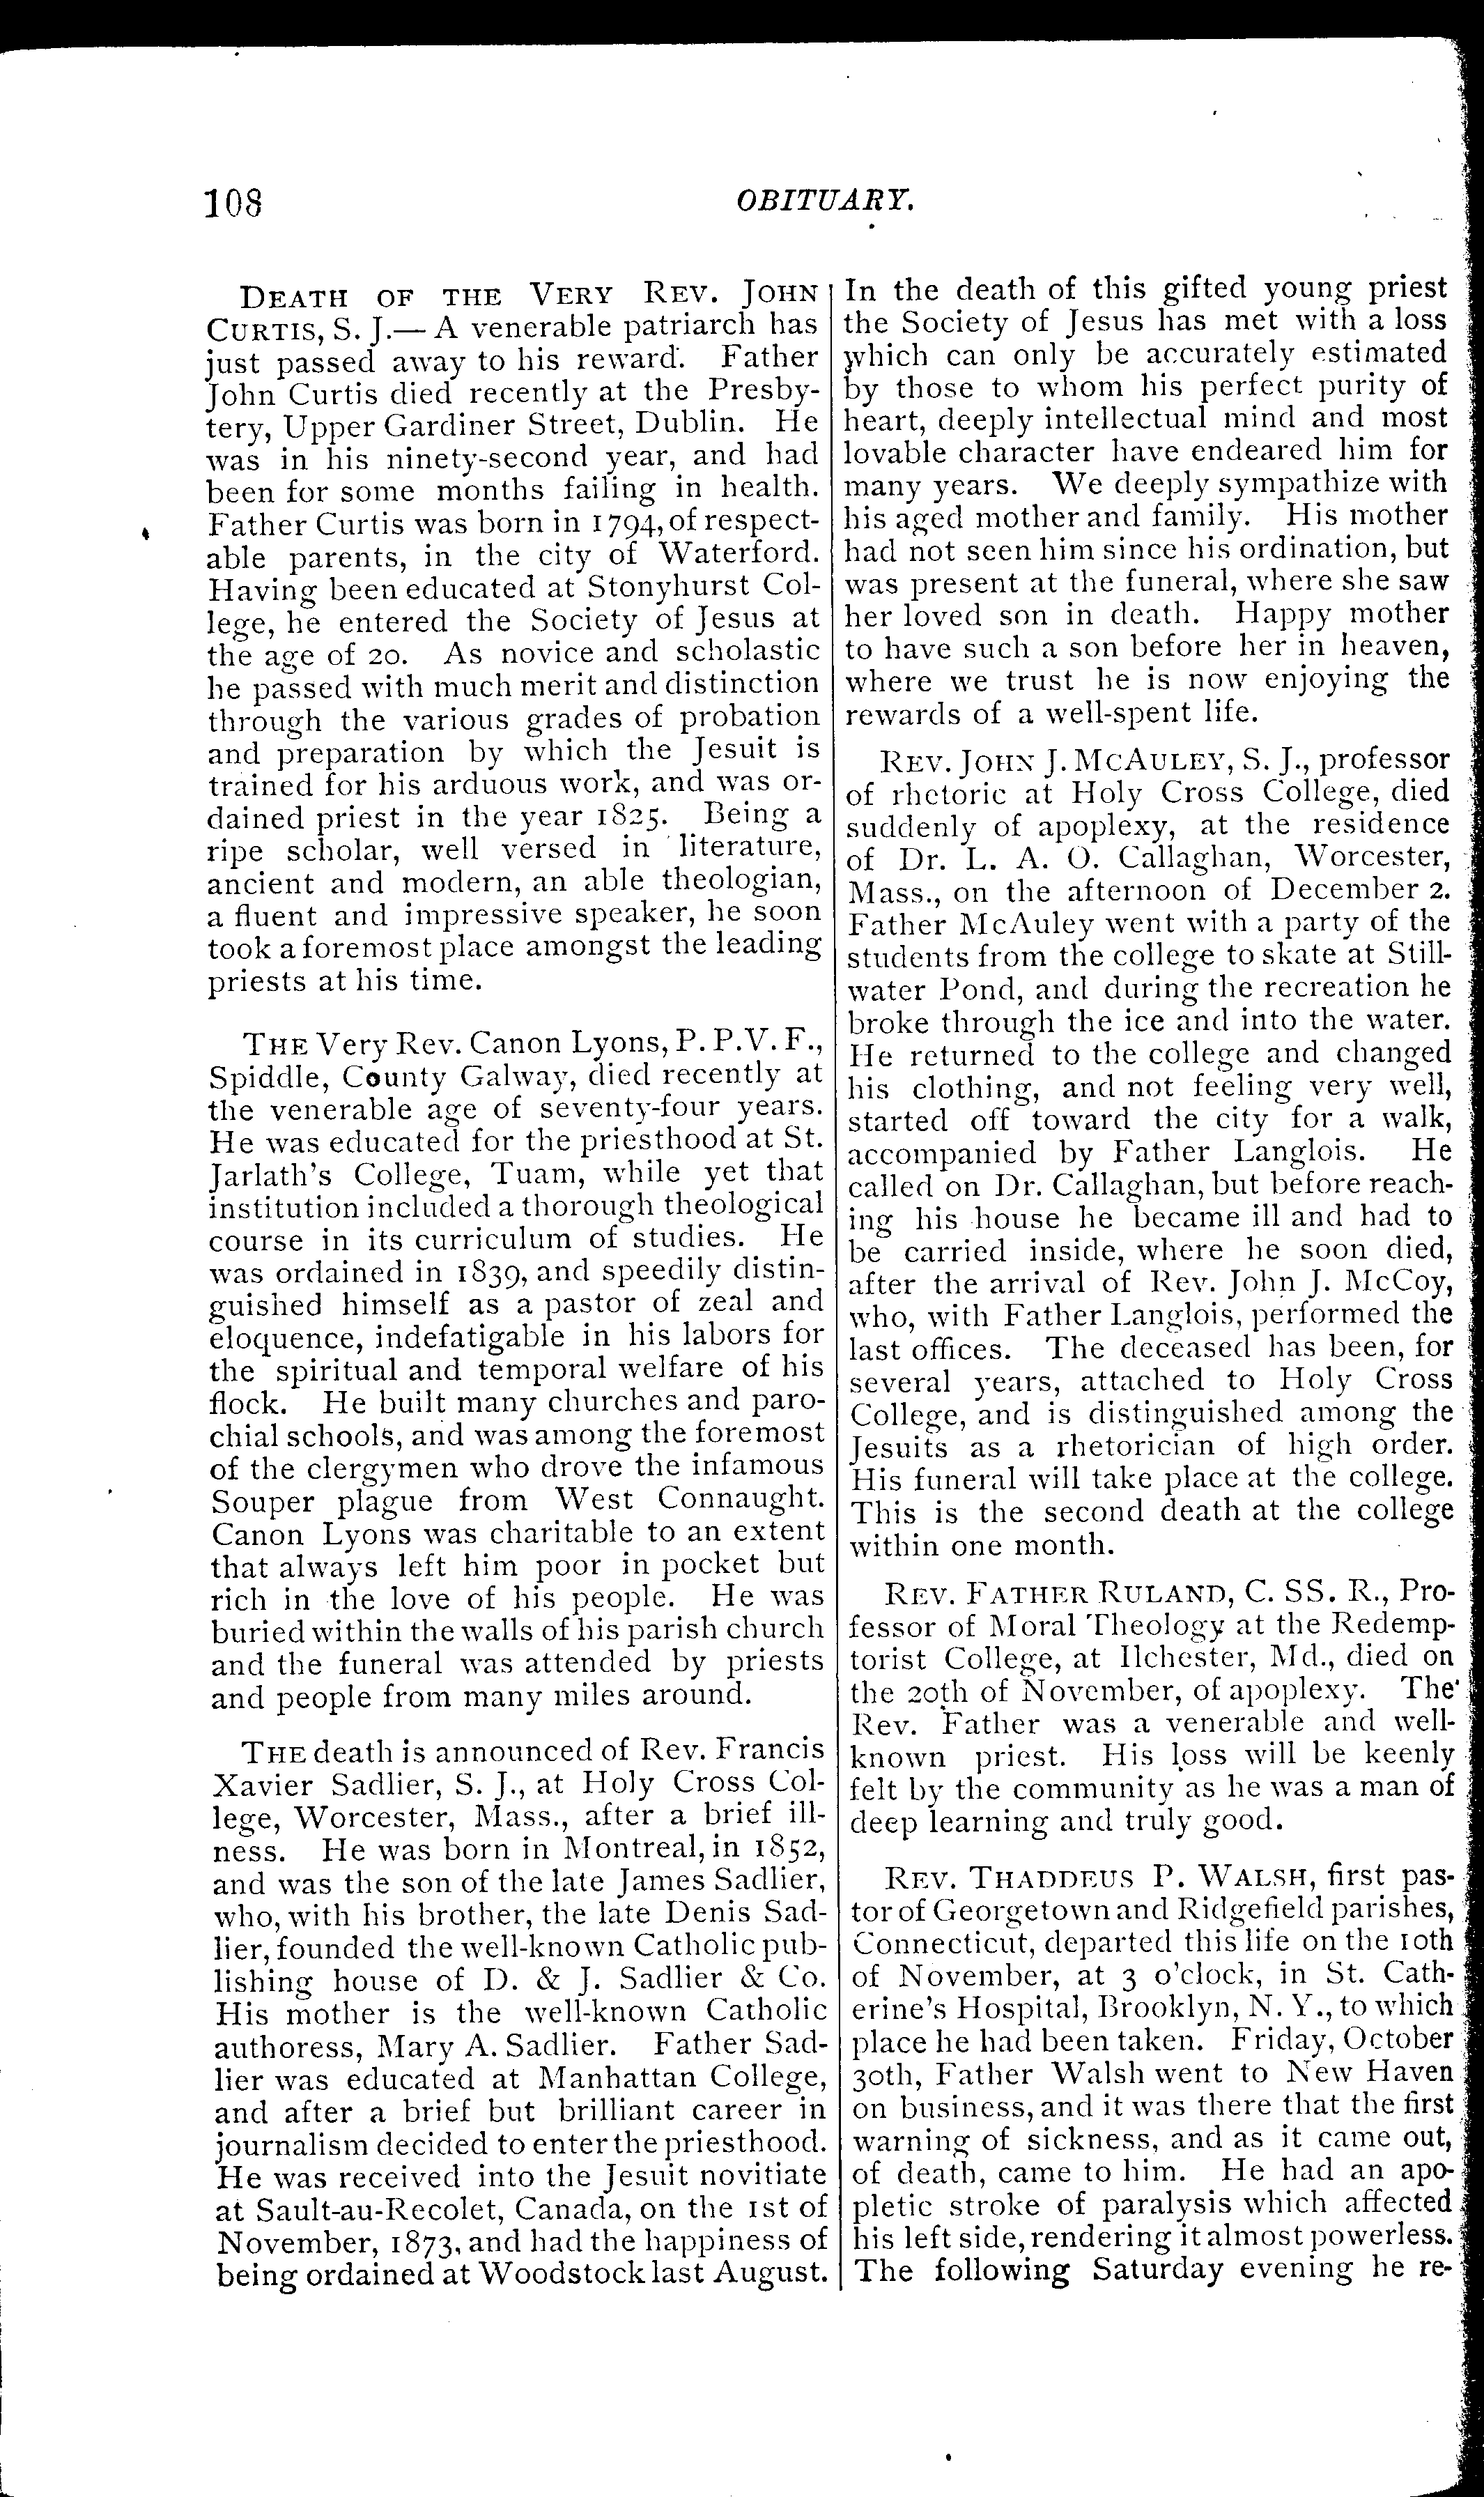 108
OBITUARY.
DEATH OF THE VERY REV. JOHN
CURTIS, S. J.— A venerable patriarch has
just passed away to his reward. Father
John Curtis died recently at the Presby-
tery, Upper Gardiner Street, Dublin. He
was in his ninety-second year, and had
been for some months failing in health.
Father Curtis was born in 1794, of respect-
able parents, in the city of Waterford.
Having been educated at Stonyhurst Col-
lege, he entered the Society of Jesus at
the age of 20. As novice and scholastic
he passed with much merit and distinction
through the various grades of probation
and preparation by which the Jesuit is
trained for his arduous work, and was or-
dained priest in the year 1825. Being a
ripe scholar, well versed in literature,
ancient and modern, an able theologian,
a fluent and impressive speaker, he soon
took a foremost place amongst the leading
priests at his time.
THE Very Rev. Canon Lyons, P. P. V. F.,
Spiddle, County Galway, died recently at
the venerable age of seventy-four years.
He was educated for the priesthood at St.
Jarlath's College, Tuam, while yet that
institution included a thorough theological
course in its curriculum of studies. He
was ordained in 1839, and speedily distin-
guished himself as a pastor of zeal and
eloquence, indefatigable in his labors for
the spiritual and temporal welfare of his
flock. He built many churches and paro-
chial schools, and was among the foremost
of the clergymen who drove the infamous
Souper plague from West Connaught.
Canon Lyons was charitable to an extent
that always left him poor in pocket but
rich in the love of his people. He was
buried within the walls of his parish church
and the funeral was attended by priests
and people from many miles around.
THE death is announced of Rev. Francis
Xavier Sadlier, S. J., at Holy Cross Col-
lege, Worcester, Mass., after a brief ill-
ness. He was born in Montreal, in 1852,
and was the son of the late James Sadlier,
who, with his brother, the late Denis Sad-
lier, founded the well-known Catholic pub-
lishing house of D. & J. Sadlier & Co.
His mother is the well-known Catholic
authoress, Mary A. Sadlier. Father Sad-
lier was educated at Manhattan College,
and after a brief but brilliant career in
journalism decided to enter the priesthood.
He was received into the Jesuit novitiate
at Sault-au-Recolet, Canada, on the 1st of
November, 1873, and had the happiness of
being ordained at Woodstock last August.
In the death of this gifted young priest
the Society of Jesus has met with a loss
which can only be accurately estimated
by those to whom his perfect purity of
heart, deeply intellectual mind and most
lovable character have endeared him for
many years. We deeply sympathize with
his aged mother and family. His mother
had not seen him since his ordination, but
was present at the funeral, where she saw
her loved son in death. Happy mother
to have such a son before her in heaven,
where we trust he is now enjoying the
rewards of a well-spent life.
REV. JOHN J. MCAULEY, S. J., professor
of rhetoric at Holy Cross College, died
suddenly of apoplexy, at the residence
of Dr. L. A. O. Callaghan, Worcester,
Mass., on the afternoon of December 2.
Father McAuley went with a party of the
students from the college to skate at Still-
water Pond, and during the recreation he
broke through the ice and into the water.
He returned to the college and changed
his clothing, and not feeling very well,
started off toward the city for a walk,
accompanied by Father Langlois. He
called on Dr. Callaghan, but before reach-
ing his house he became ill and had to
be carried inside, where he soon died,
after the arrival of Rev. John J. McCoy,
who, with Father Langlois, performed the
last offices. The deceased has been, for
several years, attached to Holy Cross
College, and is distinguished among the
Jesuits as a rhetorician of high order.
His funeral will take place at the college.
This is the second death at the college
within one month.
REV. FATHER RULAND, C. SS. R., Pro-
fessor of Moral Theology at the Redemp-
torist College, at Ilchester, Md., died on
the 20th of November, of apoplexy. The
Rev. Father was a venerable and well-
known priest. His loss will be keenly
felt by the community as he was a man of
deep learning and truly good.
REV. THADDEUS P. WALSH, first pas-
tor of Georgetown and Ridgefield parishes,
Connecticut, departed this life on the 10th
of November, at 3 o'clock, in St. Cath-
erine's Hospital, Brooklyn, N. Y., to which
place he had been taken. Friday, October
30th, Father Walsh went to New Haven
on business, and it was there that the first
warning of sickness, and as it came out,
of death, came to him. He had an apo-
pletic stroke of paralysis which affected
his left side, rendering it almost powerless.
The following Saturday evening he re-